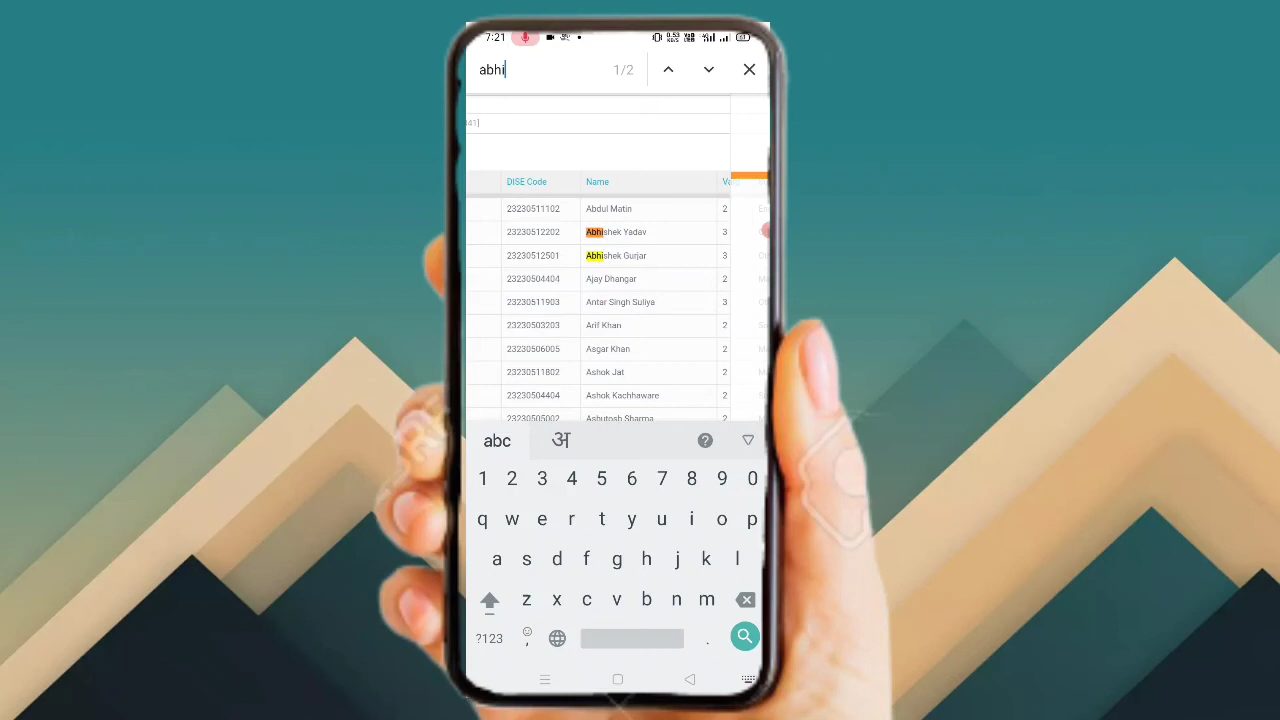 7:21
abhi 1/2
041]
DISE Code Name
23230511102 Abdul Matin 2
23230512202 Abhishek Yadav 3
23230512501 Abhishek Gurjar 3
23230504404 Ajay Dhangar 2
23230511903 Antar Singh Suliya 3
23230503203 Arif Khan 2
23230506005 Asgar Khan 2
23230511802 Ashok Jat 2
23230504404 Ashok Kachhaware 2
23230505002 Ashutosh Sharma 2
abc अ ?
1 2 3 4 5 6 7 8 9 0
q w e r t y u i o p
a s d f g h j k l
z x c v b n m
?123 , .